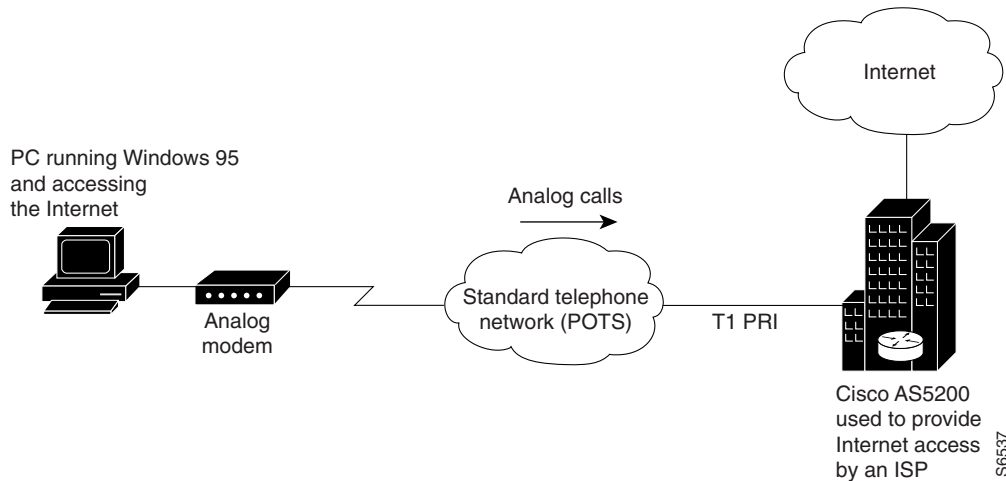 Internet
PC running Windows 95
and accessing
the Internet
Analog calls
Analog
modem
Standard telephone
network (POTS)
T1 PRI
Cisco AS5200
used to provide
Internet access
by an ISP
S6537